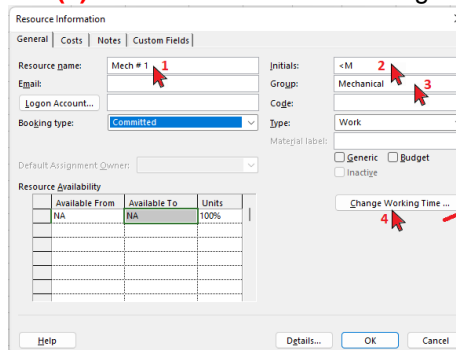 Resource Information
General Costs Notes Custom Fields
Resource name: Mech # 1 1 Initials: <M 2
Email: Group: Mechanical 3
Logon Account... Code:
Booking type: Committed Type: Work
Material label:
Default Assignment Owner: Generic Budget
Inactive
Resource Availability
Available From Available To Units Change Working Time ...
NA NA 100% 4
Help Details... OK Cancel